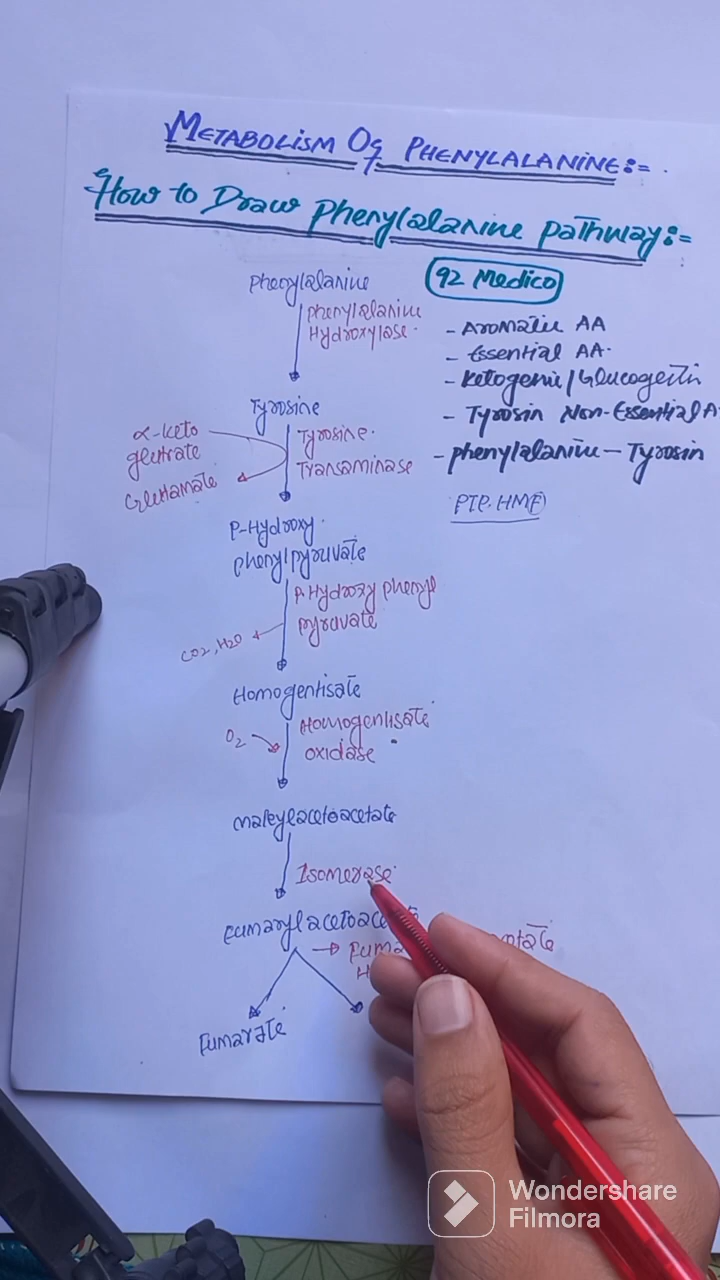 METABOLISM Of PHENYLALANINE:=
How to Draw phenylalanine pathway:=
92 Medico
- Aromatic AA
- Essential AA.
- Ketogenic/Glucogenic
- Tyrosin Non-Essential A
- phenylalanine - Tyrosin
PTP.HMF
phenylalanine
phenylalanine
Hydroxylase.
Tyrosine
α-keto
glutrate
Glutamate
Tyrosine.
Transaminase
P-Hydroxy.
phenylpyruvate
P.Hydroxy phenyl
pyruvate
CO2, H2O
Homogentisate
O2
Homogentisate
oxidase.
maleylacetoacetate
Isomerase.
Fumarylacetoace
Fuma
H
Fumarate
Wondershare
Filmora